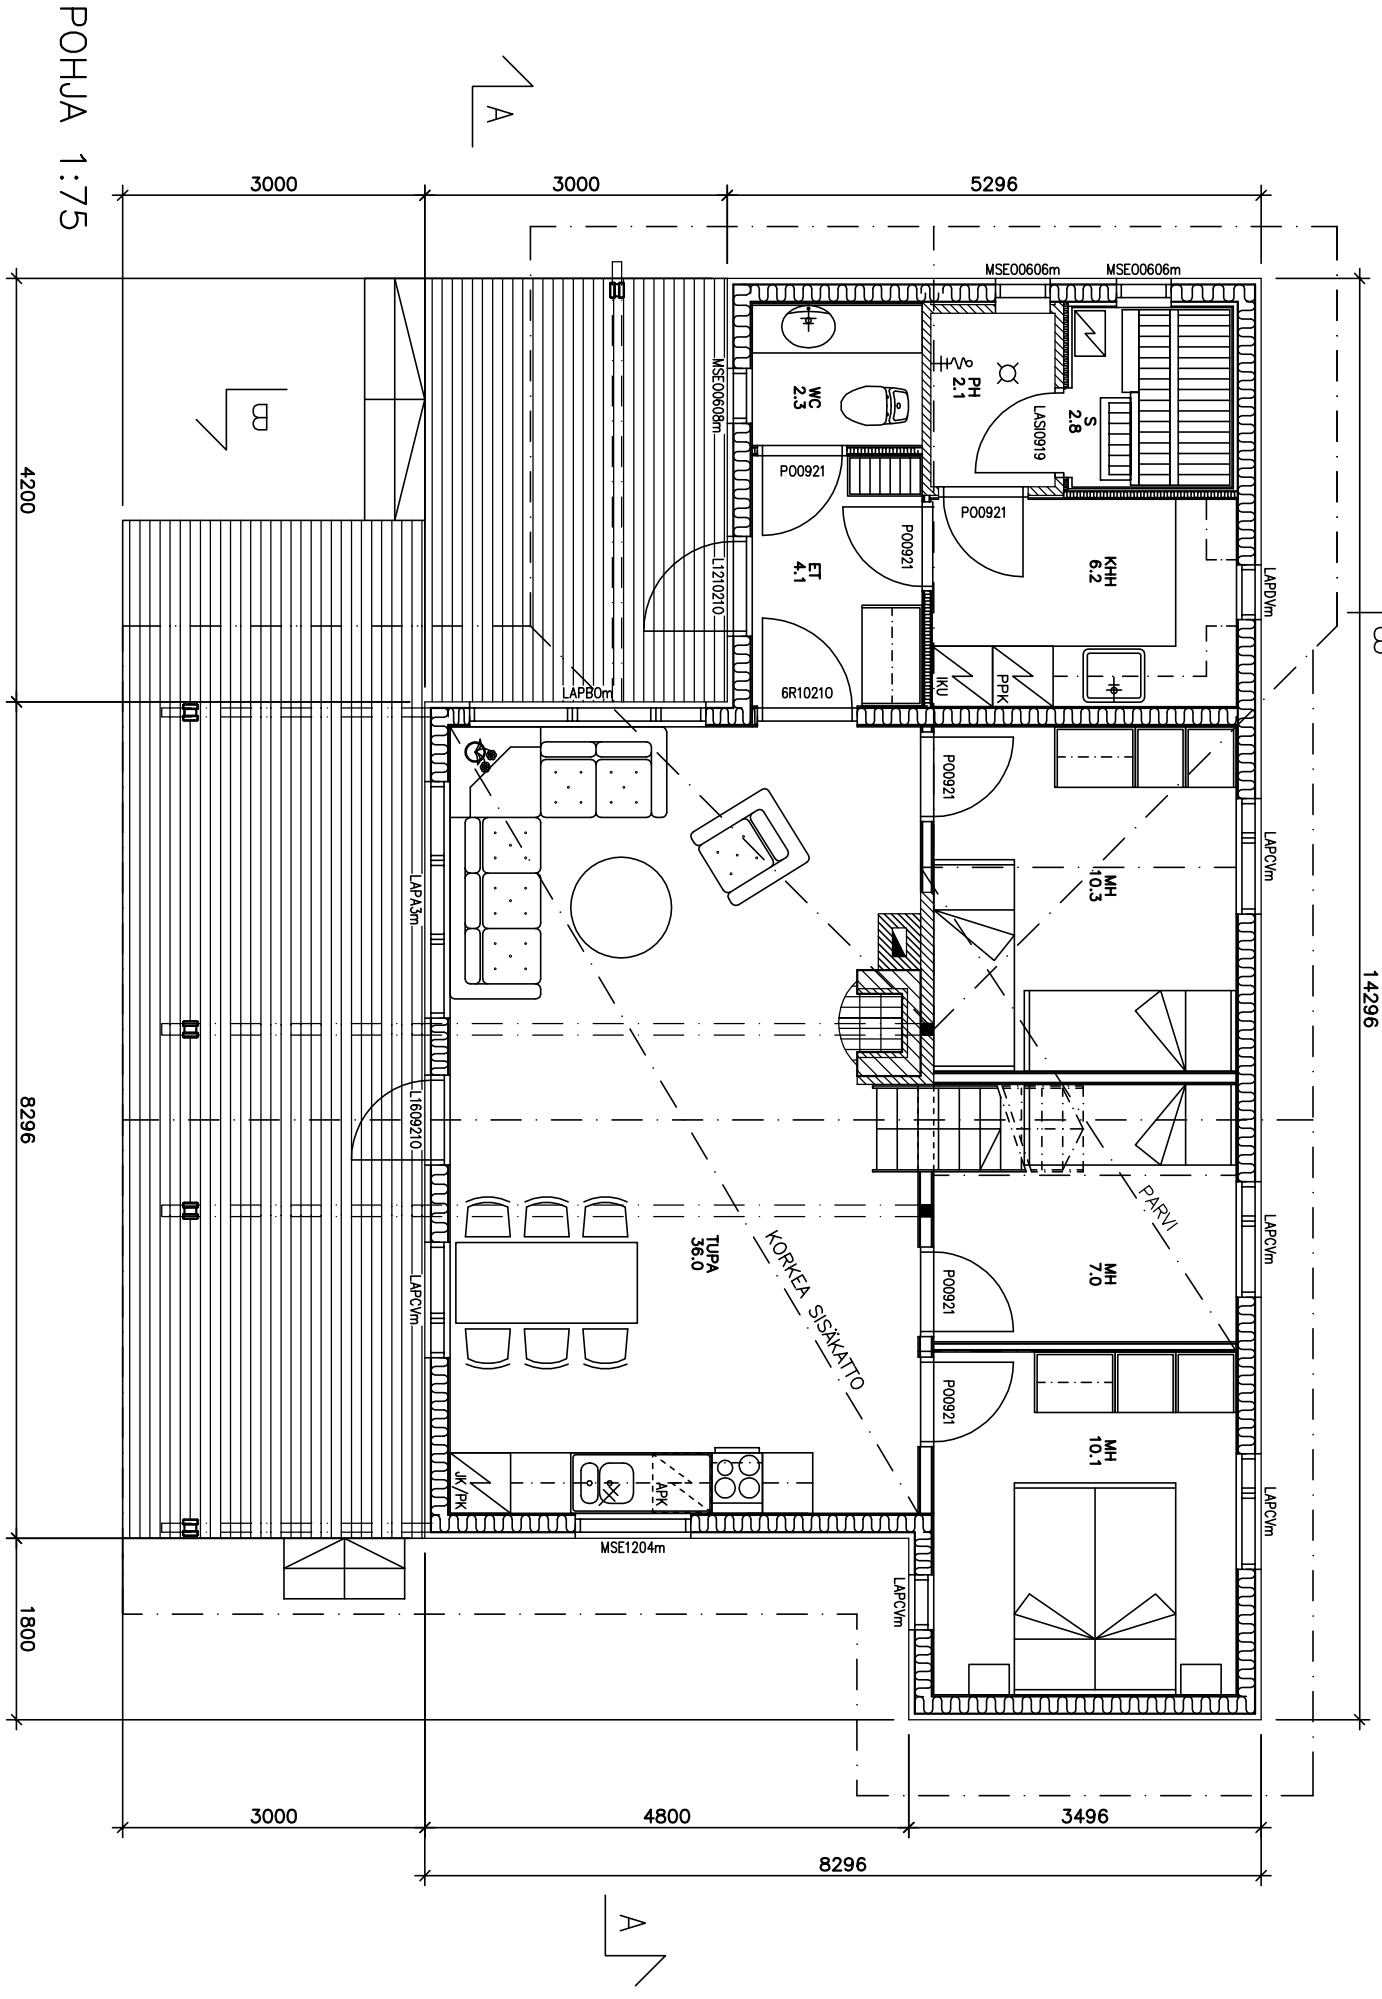 POHJA 1:75
A
B
3000
3000
5296
MSE00606m
MSE00606m
MSE00608m
WC
2.3
PH
2.1
S
2.8
LASI0919
P00921
P00921
P00921
L1210210
ET
4.1
KHH
6.2
LAPDVm
B
IKU
PPK
6R10210
LAPB0m
4200
P00921
MH
10.3
LAPCVm
LAPA3m
14296
L1609210
8296
TUPA
36.0
KORKEA SISÄKATTO
PARVI
MH
7.0
LAPCVm
P00921
LAPCVm
P00921
MH
10.1
LAPCVm
JK/PK
APK
MSE1204m
LAPCVm
1800
3000
4800
3496
8296
A